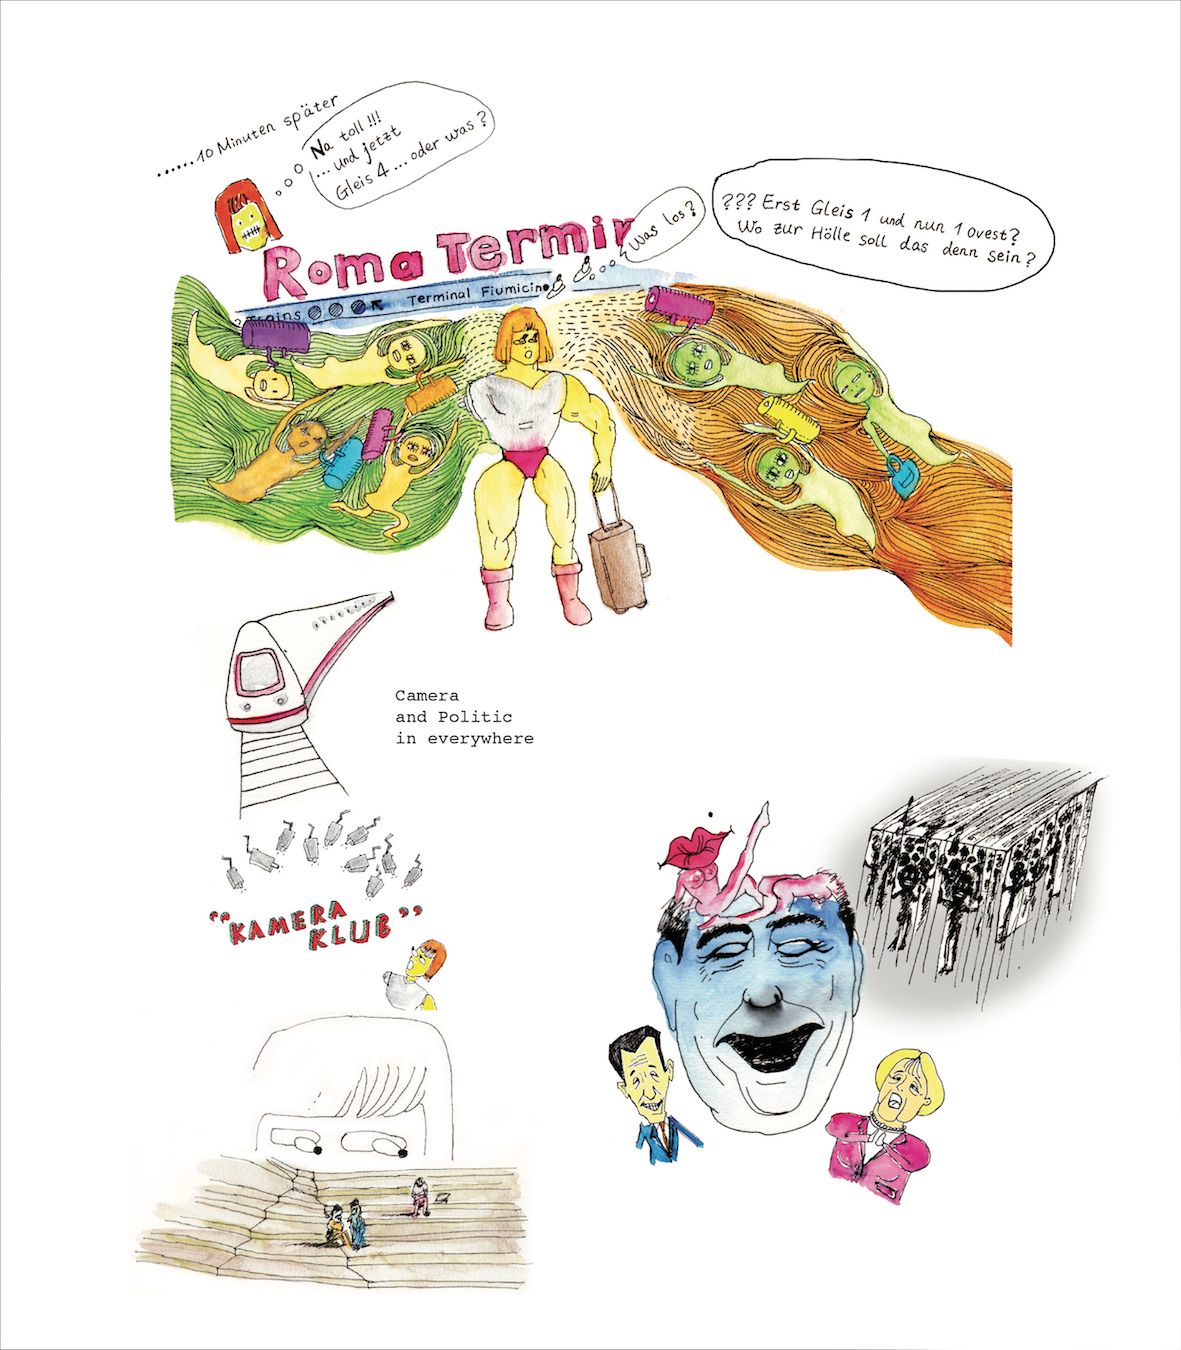 ......10 Minuten später
Na toll!!!
... und jetzt
Gleis 4 ... oder was?
??? Erst Gleis 1 und nun 1 ovest?
Wo zur Hölle soll das denn sein?
Was los?
Roma Termin
Trains
Terminal Fiumicino
Camera
and Politic
in everywhere
"KAMERA
KLUB"